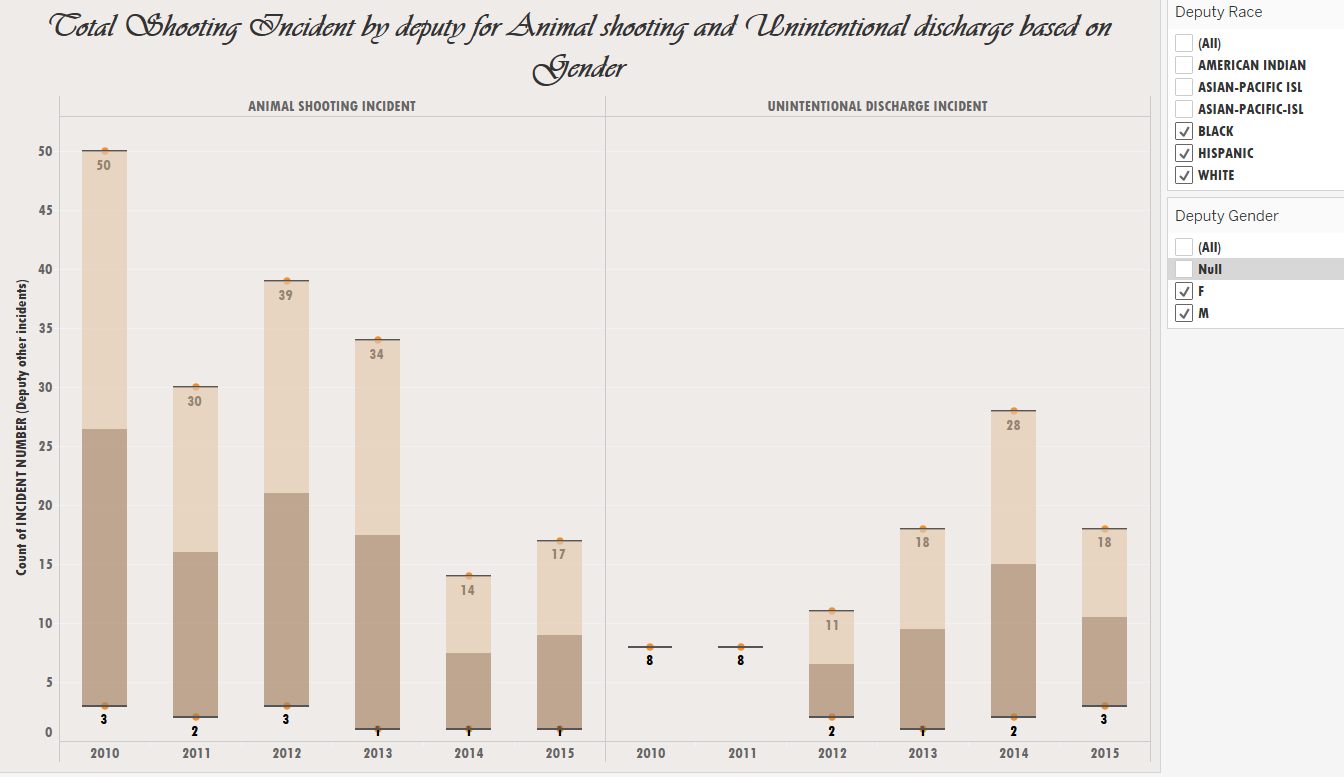 Total Shooting Incident by deputy for Animal shooting and Unintentional discharge based on
Gender
ANIMAL SHOOTING INCIDENT
UNINTENTIONAL DISCHARGE INCIDENT
Count of INCIDENT NUMBER (Deputy other incidents)
50
45
40
35
30
25
20
15
10
5
0
50
30
39
34
14
17
3
2
3
1
1
1
8
8
11
18
28
18
2
1
2
3
2010 2011 2012 2013 2014 2015 2010 2011 2012 2013 2014 2015
Deputy Race
(All)
AMERICAN INDIAN
ASIAN-PACIFIC ISL
ASIAN-PACIFIC-ISL
BLACK
HISPANIC
WHITE
Deputy Gender
(All)
Null
F
M